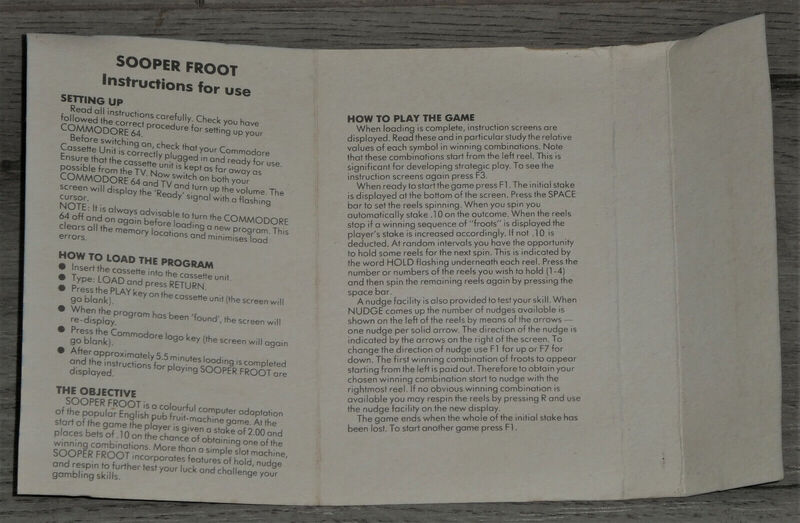 SOOPER FROOT
Instructions for use
SETTING UP
Read all instructions carefully. Check you have
followed the correct procedure for setting up your
COMMODORE 64.
Before switching on, check that your Commodore
Cassette Unit is correctly plugged in and ready for use.
Ensure that the cassette unit is kept as far away as
possible from the TV. Now switch on both your
COMMODORE 64 and TV and turn up the volume. The
screen will display the 'Ready' signal with a flashing
cursor.
NOTE: It is always advisable to turn the COMMODORE
64 off and on again before loading a new program. This
clears all the memory locations and minimises load
errors.
HOW TO LOAD THE PROGRAM
● Insert the cassette into the cassette unit.
● Type: LOAD and press RETURN.
● Press the PLAY key on the cassette unit (the screen will
go blank).
● When the program has been 'found', the screen will
re-display.
● Press the Commodore logo key (the screen will again
go blank).
● After approximately 5.5 minutes loading is completed
and the instructions for playing SOOPER FROOT are
displayed.
THE OBJECTIVE
SOOPER FROOT is a colourful computer adaptation
of the popular English pub fruit-machine game. At the
start of the game the player is given a stake of 2.00 and
places bets of .10 on the chance of obtaining one of the
winning combinations. More than a simple slot machine,
SOOPER FROOT incorporates features of hold, nudge
and respin to further test your luck and challenge your
gambling skills.
HOW TO PLAY THE GAME
When loading is complete, instruction screens are
displayed. Read these and in particular study the relative
values of each symbol in winning combinations. Note
that these combinations start from the left reel. This is
significant for developing strategic play. To see the
instruction screens again press F3.
When ready to start the game press F1. The initial stake
is displayed at the bottom of the screen. Press the SPACE
bar to set the reels spinning. When you spin you
automatically stake .10 on the outcome. When the reels
stop if a winning sequence of "froots" is displayed the
player's stake is increased accordingly. If not .10 is
deducted. At random intervals you have the opportunity
to hold some reels for the next spin. This is indicated by
the word HOLD flashing underneath each reel. Press the
number or numbers of the reels you wish to hold (1-4)
and then spin the remaining reels again by pressing the
space bar.
A nudge facility is also provided to test your skill. When
NUDGE comes up the number of nudges available is
shown on the left of the reels by means of the arrows —
one nudge per solid arrow. The direction of the nudge is
indicated by the arrows on the right of the screen. To
change the direction of nudge use F1 for up or F7 for
down. The first winning combination of froots to appear
starting from the left is paid out. Therefore to obtain your
chosen winning combination start to nudge with the
rightmost reel. If no obvious winning combination is
available you may respin the reels by pressing R and use
the nudge facility on the new display.
The game ends when the whole of the initial stake has
been lost. To start another game press F1.